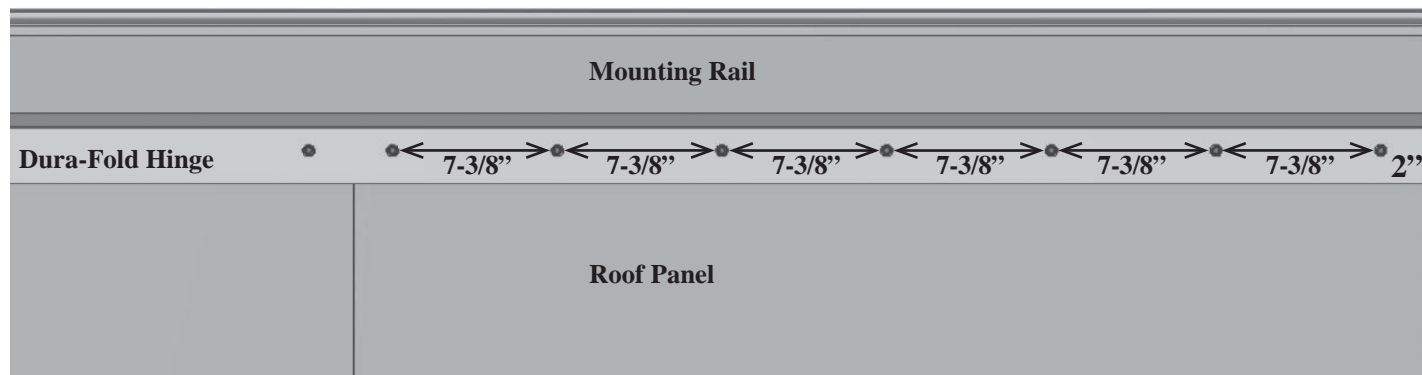 Mounting Rail
Dura-Fold Hinge
7-3/8” 7-3/8” 7-3/8” 7-3/8” 7-3/8” 7-3/8” 2”
Roof Panel